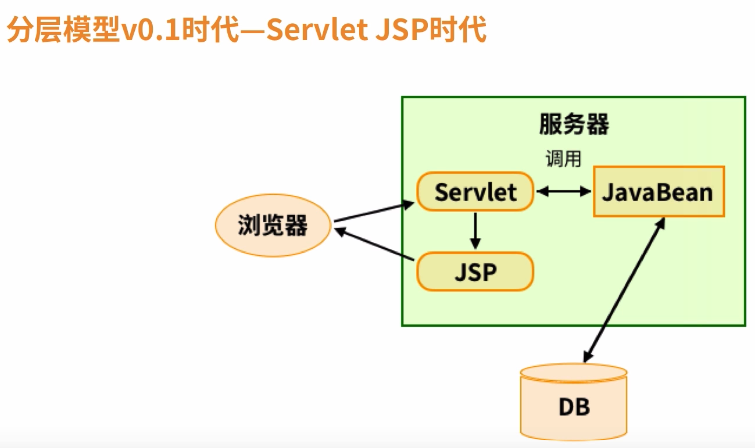 分层模型v0.1时代—Servlet JSP时代
服务器
调用
Servlet
JavaBean
浏览器
JSP
DB